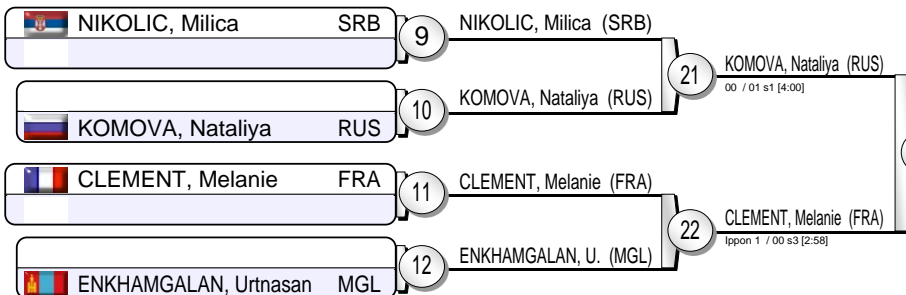 NIKOLIC, Milica SRB
9
NIKOLIC, Milica (SRB)
21
KOMOVA, Nataliya (RUS)
00 / 01 s1 [4:00]
10
KOMOVA, Nataliya (RUS)
KOMOVA, Nataliya RUS
CLEMENT, Melanie FRA
11
CLEMENT, Melanie (FRA)
22
CLEMENT, Melanie (FRA)
Ippon 1 / 00 s3 [2:58]
12
ENKHAMGALAN, U. (MGL)
ENKHAMGALAN, Urtnasan MGL